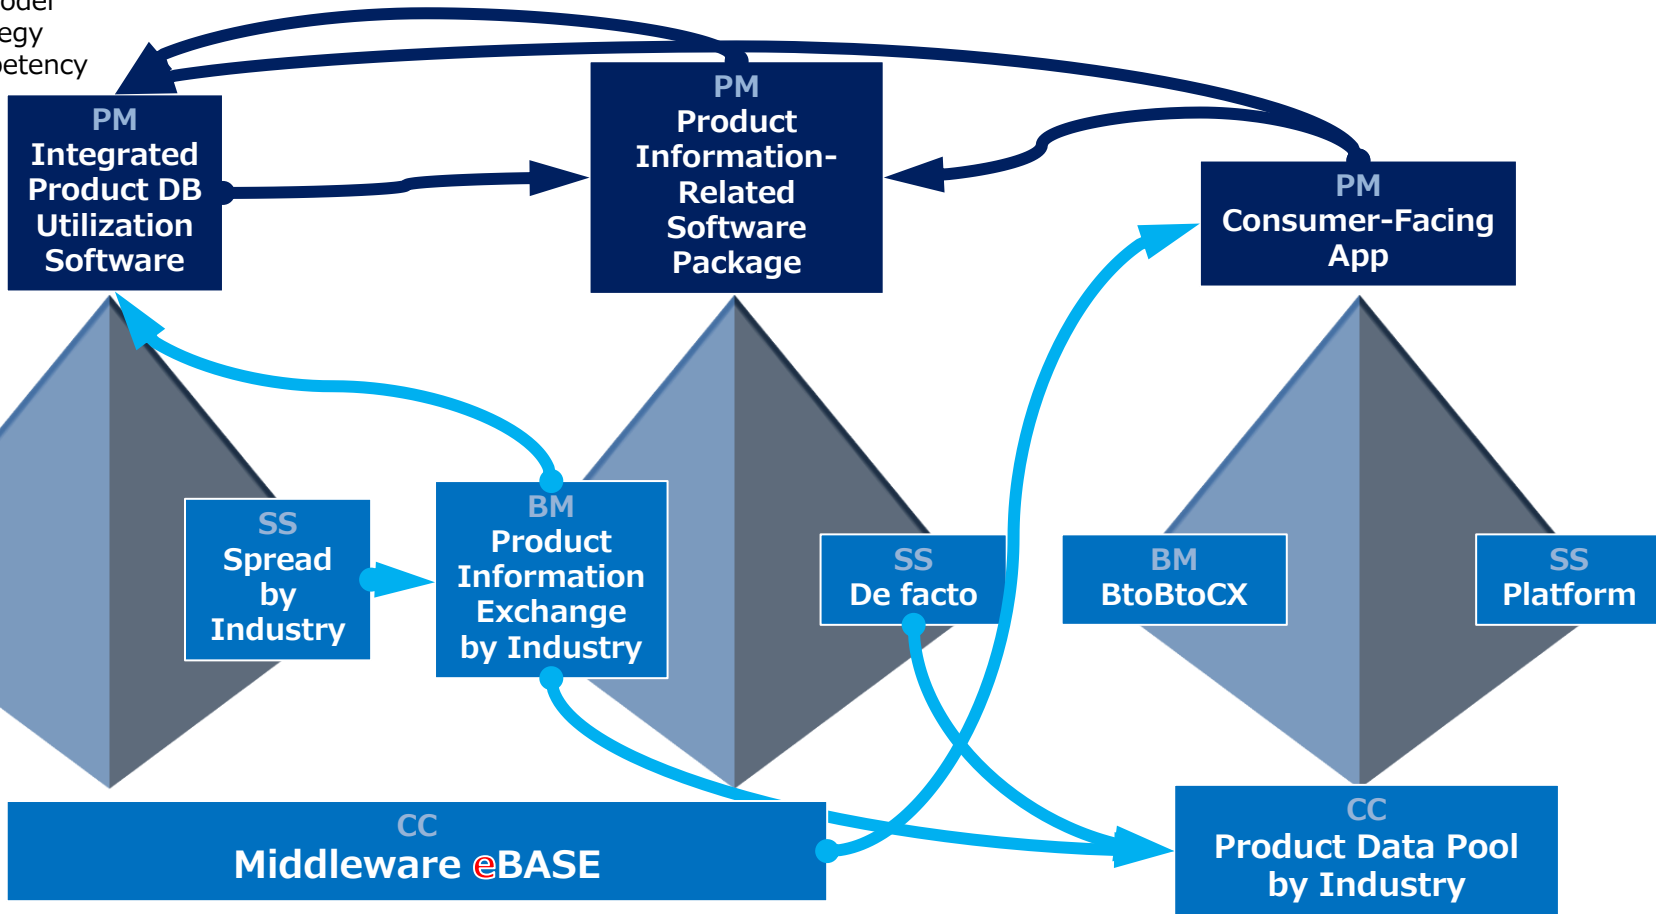 PM
Integrated
Product DB
Utilization
Software
PM
Product
Information-
Related
Software
Package
PM
Consumer-Facing
App
SS
Spread
by
Industry
BM
Product
Information
Exchange
by Industry
SS
De facto
BM
BtoBtoCX
SS
Platform
CC
Middleware eBASE
CC
Product Data Pool
by Industry